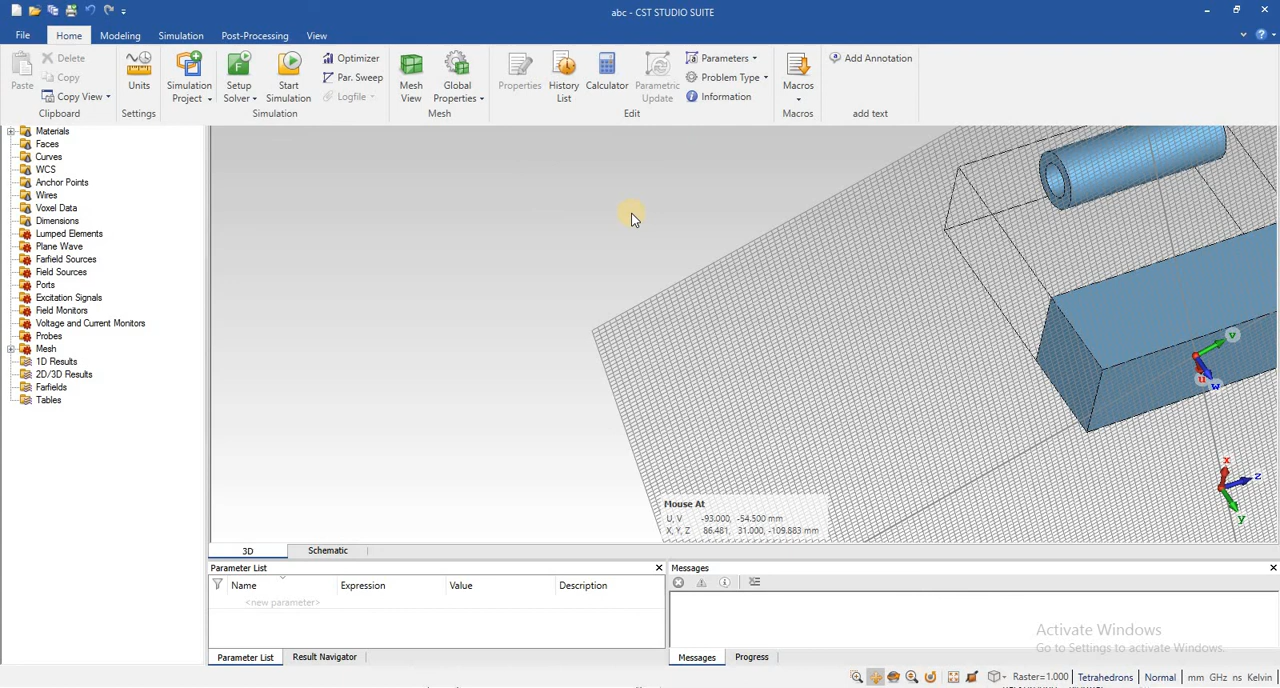 abc - CST STUDIO SUITE
File Home Modeling Simulation Post-Processing View
Paste
Delete
Copy
Copy View
Clipboard
Units
Settings
Simulation Project
Setup Solver
Start Simulation
Optimizer
Par. Sweep
Logfile
Simulation
Mesh View
Global Properties
Mesh
Properties
History List
Calculator
Parametric Update
Parameters
Problem Type
Information
Edit
Macros
Macros
Add Annotation
add text
Materials
Faces
Curves
WCS
Anchor Points
Wires
Voxel Data
Dimensions
Lumped Elements
Plane Wave
Farfield Sources
Field Sources
Ports
Excitation Signals
Field Monitors
Voltage and Current Monitors
Probes
Mesh
1D Results
2D/3D Results
Farfields
Tables
v
u
w
x
z
y
Mouse At
U, V -93.000, -54.500 mm
X, Y, Z 86.481, 31.000, -109.883 mm
3D Schematic
Parameter List
Name Expression Value Description
<new parameter>
Parameter List Result Navigator
Messages
Activate Windows
Go to Settings to activate Windows.
Messages Progress
Raster=1.000 Tetrahedrons Normal mm GHz ns Kelvin